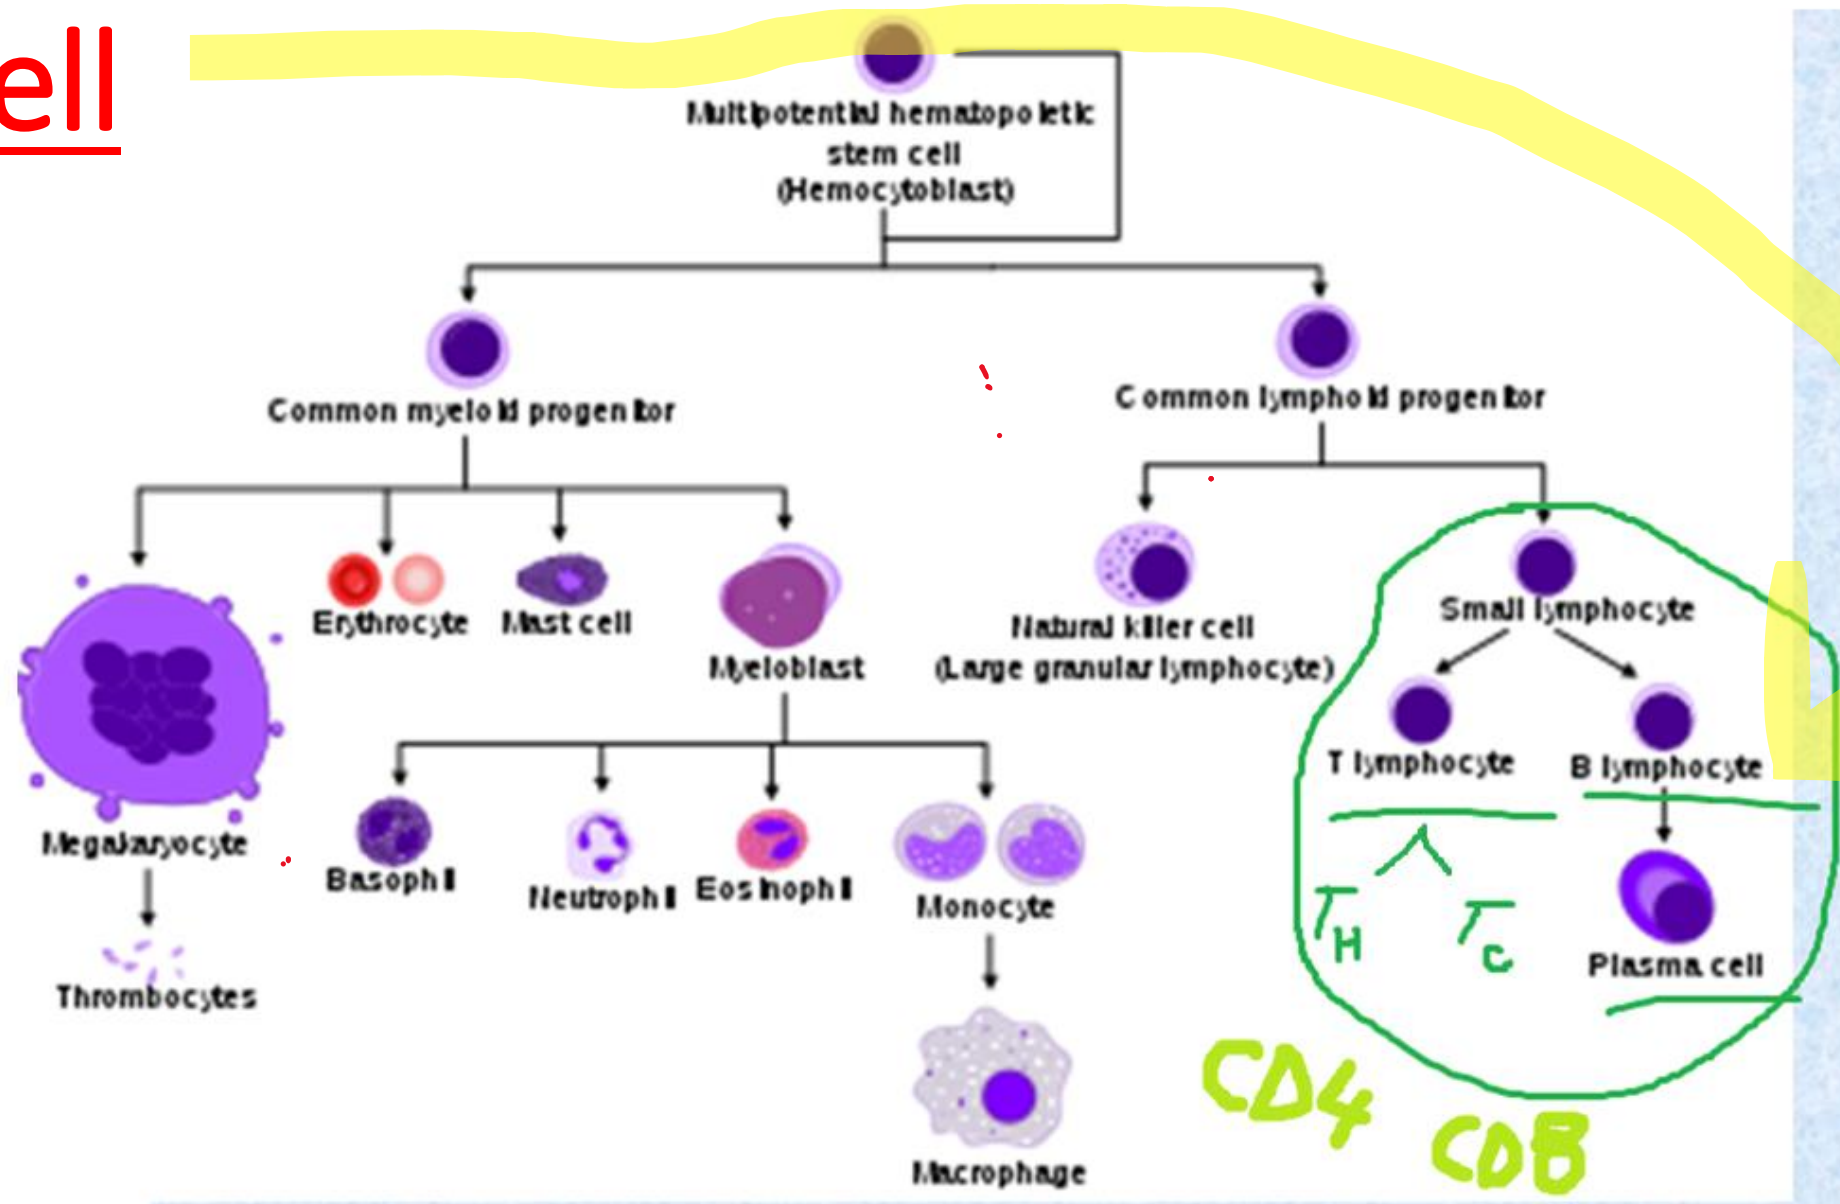 ell
Multipotential hematopoietic
stem cell
(Hemocytoblast)
Common myeloid progenitor
Common lymphoid progenitor
Erythrocyte
Mast cell
Myeloblast
Natural killer cell
(Large granular lymphocyte)
Small lymphocyte
T lymphocyte
B lymphocyte
Megakaryocyte
Basophil
Neutrophil
Eosinophil
Monocyte
TH
TC
Plasma cell
Thrombocytes
CD4
CD8
Macrophage